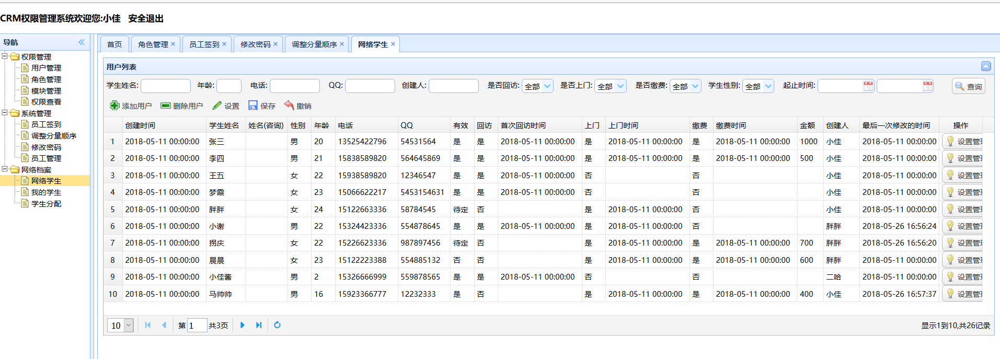 CRM权限管理系统欢迎您:小佳 安全退出
导航
权限管理
用户管理
角色管理
模块管理
权限查看
系统管理
员工签到
调整分量顺序
修改密码
员工管理
网络档案
网络学生
我的学生
学生分配
首页 角色管理 员工签到 修改密码 调整分量顺序 网络学生
用户列表
学生姓名: 年龄: 电话: QQ: 创建人: 是否回访: 全部 是否上门: 全部 是否缴费: 全部 学生性别: 全部 起止时间: 查询
添加用户 删除用户 设置 保存 撤销
创建时间 学生姓名 姓名(咨询) 性别 年龄 电话 QQ 有效 回访 首次回访时间 上门 上门时间 缴费 缴费时间 金额 创建人 最后一次修改的时间 操作
1 2018-05-11 00:00:00 张三 男 20 13525422796 54531564 是 是 2018-05-11 00:00:00 是 2018-05-11 00:00:00 是 2018-05-11 00:00:00 1000 小佳 2018-05-11 00:00:00 设置管
2 2018-05-11 00:00:00 李四 男 21 15838589820 564645869 是 是 2018-05-11 00:00:00 是 2018-05-11 00:00:00 是 2018-05-11 00:00:00 500 小佳 2018-05-11 00:00:00 设置管
3 2018-05-11 00:00:00 王五 女 22 15938589820 12346547 是 是 2018-05-11 00:00:00 否 否 小佳 2018-05-11 00:00:00 设置管
4 2018-05-11 00:00:00 梦霞 女 23 15066622217 5453154631 是 是 2018-05-11 00:00:00 否 否 小佳 2018-05-11 00:00:00 设置管
5 2018-05-11 00:00:00 胖胖 女 24 15122663336 58784545 待定 否 是 2018-05-11 00:00:00 否 小佳 2018-05-11 00:00:00 设置管
6 2018-05-11 00:00:00 小谢 男 22 15324423336 554878645 是 是 2018-05-11 00:00:00 是 2018-05-11 00:00:00 否 胖胖 2018-05-26 16:56:24 设置管
7 2018-05-11 00:00:00 拐庆 女 22 15226623336 987897456 待定 否 是 2018-05-11 00:00:00 是 2018-05-11 00:00:00 700 胖胖 2018-05-26 16:56:20 设置管
8 2018-05-11 00:00:00 晨晨 女 23 15122223388 554885132 否 否 是 2018-05-11 00:00:00 是 2018-05-11 00:00:00 600 胖胖 2018-05-11 00:00:00 设置管
9 2018-05-11 00:00:00 小佳酱 男 2 15326666999 559878565 是 是 2018-05-11 00:00:00 否 否 二哈 2018-05-11 00:00:00 设置管
10 2018-05-11 00:00:00 马帅帅 男 16 15923366777 12232333 是 否 是 2018-05-11 00:00:00 是 2018-05-11 00:00:00 400 小佳 2018-05-26 16:57:37 设置管
10 第 1 共3页 显示1到10,共26记录